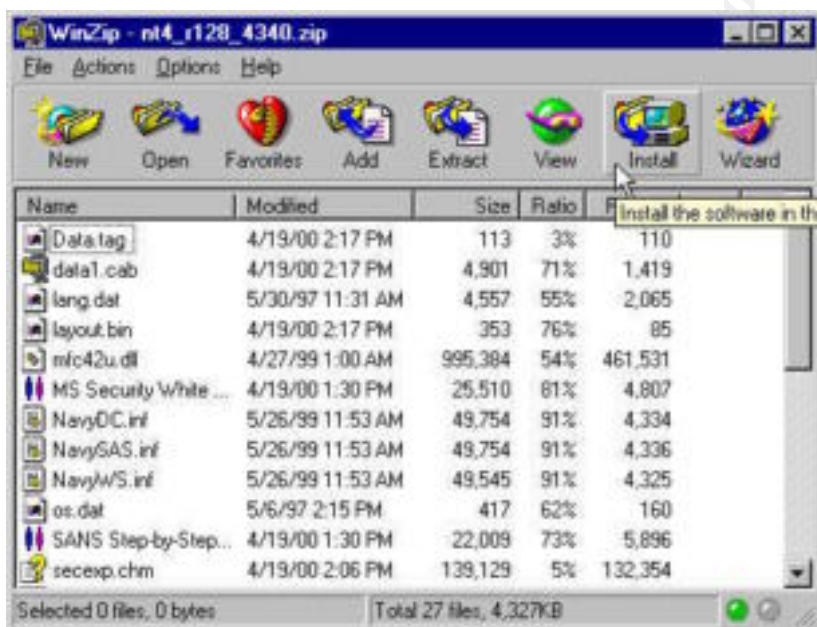 WinZip - nt4_r128_4340.zip
File Actions Options Help
New Open Favorites Add Extract View Install Wizard
Name Modified Size Ratio
Install the software in th
Data.tag 4/19/00 2:17 PM 113 3% 110
data1.cab 4/19/00 2:17 PM 4,901 71% 1,419
lang.dat 5/30/97 11:31 AM 4,557 55% 2,065
layout.bin 4/19/00 2:17 PM 353 76% 85
mfc42u.dll 4/27/99 1:00 AM 995,384 54% 461,531
MS Security White ... 4/19/00 1:30 PM 25,510 81% 4,807
NavyDC.inf 5/26/99 11:53 AM 49,754 91% 4,334
NavySAS.inf 5/26/99 11:53 AM 49,754 91% 4,336
NavyWS.inf 5/26/99 11:53 AM 49,545 91% 4,325
os.dat 5/6/97 2:15 PM 417 62% 160
SANS Step-by-Step... 4/19/00 1:30 PM 22,009 73% 5,896
secexp.chm 4/19/00 2:06 PM 139,129 5% 132,354
Selected 0 files, 0 bytes Total 27 files, 4,327KB